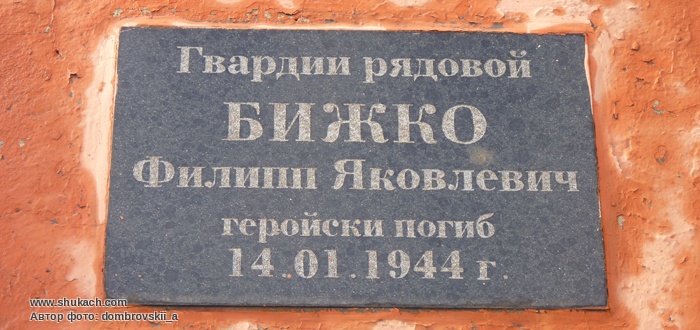 Гвардии рядовой
БИЖКО
Филипп Яковлевич
геройски погиб
14.01.1944 г.
www.shukach.com
Автор фото: dombrovskii_a